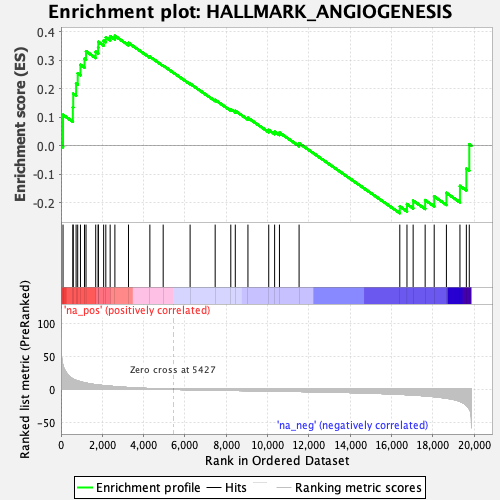 Enrichment plot: HALLMARK_ANGIOGENESIS
Enrichment score (ES)
0.4
0.3
0.2
0.1
0.0
-0.1
-0.2
'na_pos' (positively correlated)
Ranked list metric (PreRanked)
100
50
0
-50
Zero cross at 5427
'na_neg' (negatively correlated)
0 2,000 4,000 6,000 8,000 10,000 12,000 14,000 16,000 18,000 20,000
Rank in Ordered Dataset
Enrichment profile Hits Ranking metric scores